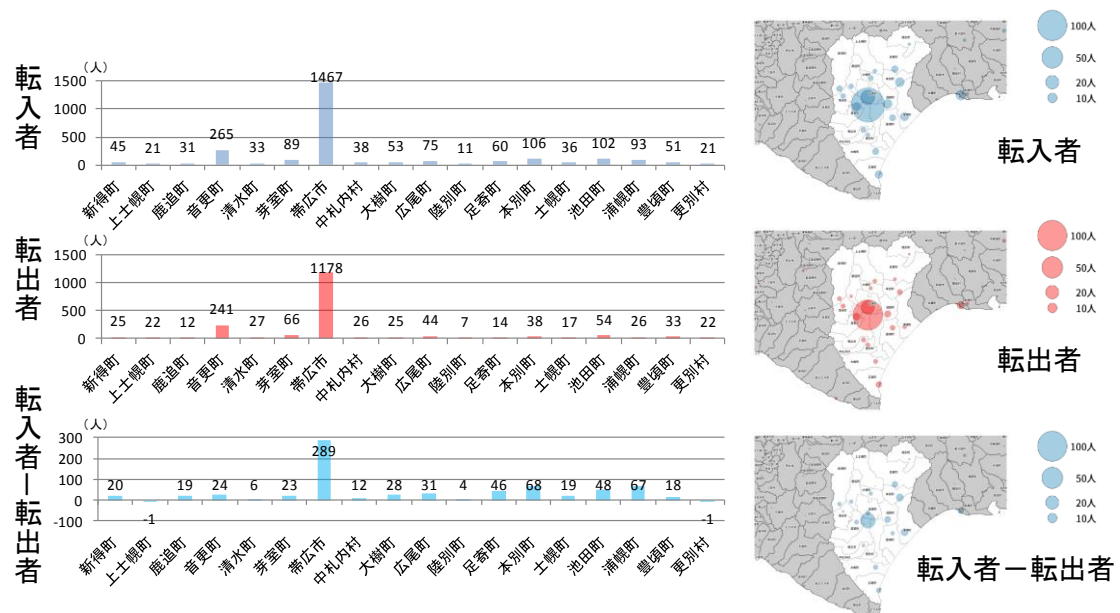 転入者
（人）
1500
1000
500
0
45 21 31 265 33 89 1467 38 53 75 11 60 106 36 102 93 51 21
新得町 上士幌町 鹿追町 音更町 清水町 芽室町 帯広市 中札内村 大樹町 広尾町 陸別町 足寄町 本別町 士幌町 池田町 浦幌町 豊頃町 更別村
100人
50人
20人
10人
転入者
転出者
（人）
1500
1000
500
0
25 22 12 241 27 66 1178 26 25 44 7 14 38 17 54 26 33 22
新得町 上士幌町 鹿追町 音更町 清水町 芽室町 帯広市 中札内村 大樹町 広尾町 陸別町 足寄町 本別町 士幌町 池田町 浦幌町 豊頃町 更別村
100人
50人
20人
10人
転出者
転入者－転出者
（人）
300
200
100
0
-100
20 -1 19 24 6 23 289 12 28 31 4 46 68 19 48 67 18 -1
新得町 上士幌町 鹿追町 音更町 清水町 芽室町 帯広市 中札内村 大樹町 広尾町 陸別町 足寄町 本別町 士幌町 池田町 浦幌町 豊頃町 更別村
100人
50人
20人
10人
転入者－転出者